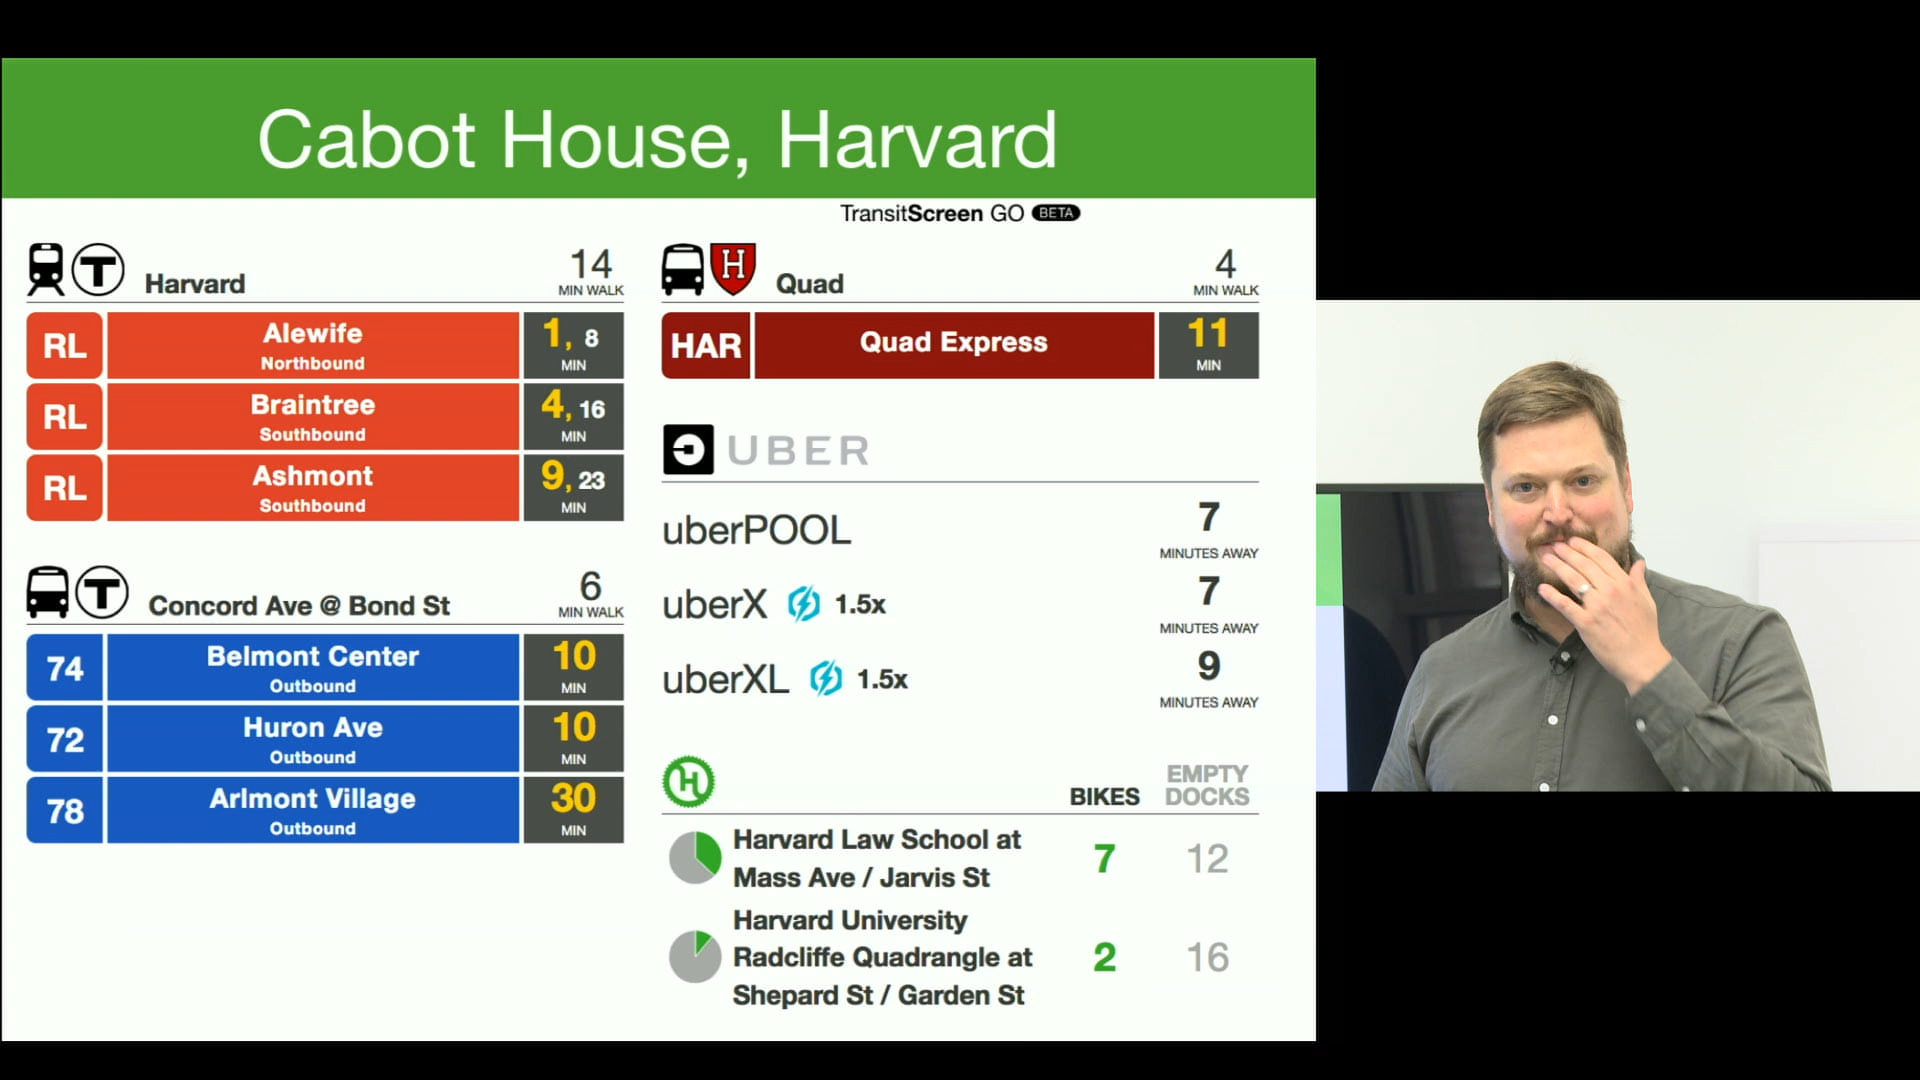 Cabot House, Harvard
TransitScreen GO BETA
T Harvard 14
MIN WALK
RL Alewife 1, 8
Northbound MIN
RL Braintree 4, 16
Southbound MIN
RL Ashmont 9, 23
Southbound MIN
T Concord Ave @ Bond St 6
MIN WALK
74 Belmont Center 10
Outbound MIN
72 Huron Ave 10
Outbound MIN
78 Arlmont Village 30
Outbound MIN
H Quad 4
MIN WALK
HAR Quad Express 11
MIN
UBER
uberPOOL 7
MINUTES AWAY
uberX 1.5x 7
MINUTES AWAY
uberXL 1.5x 9
MINUTES AWAY
H BIKES EMPTY
DOCKS
Harvard Law School at
Mass Ave / Jarvis St 7 12
Harvard University
Radcliffe Quadrangle at 2 16
Shepard St / Garden St